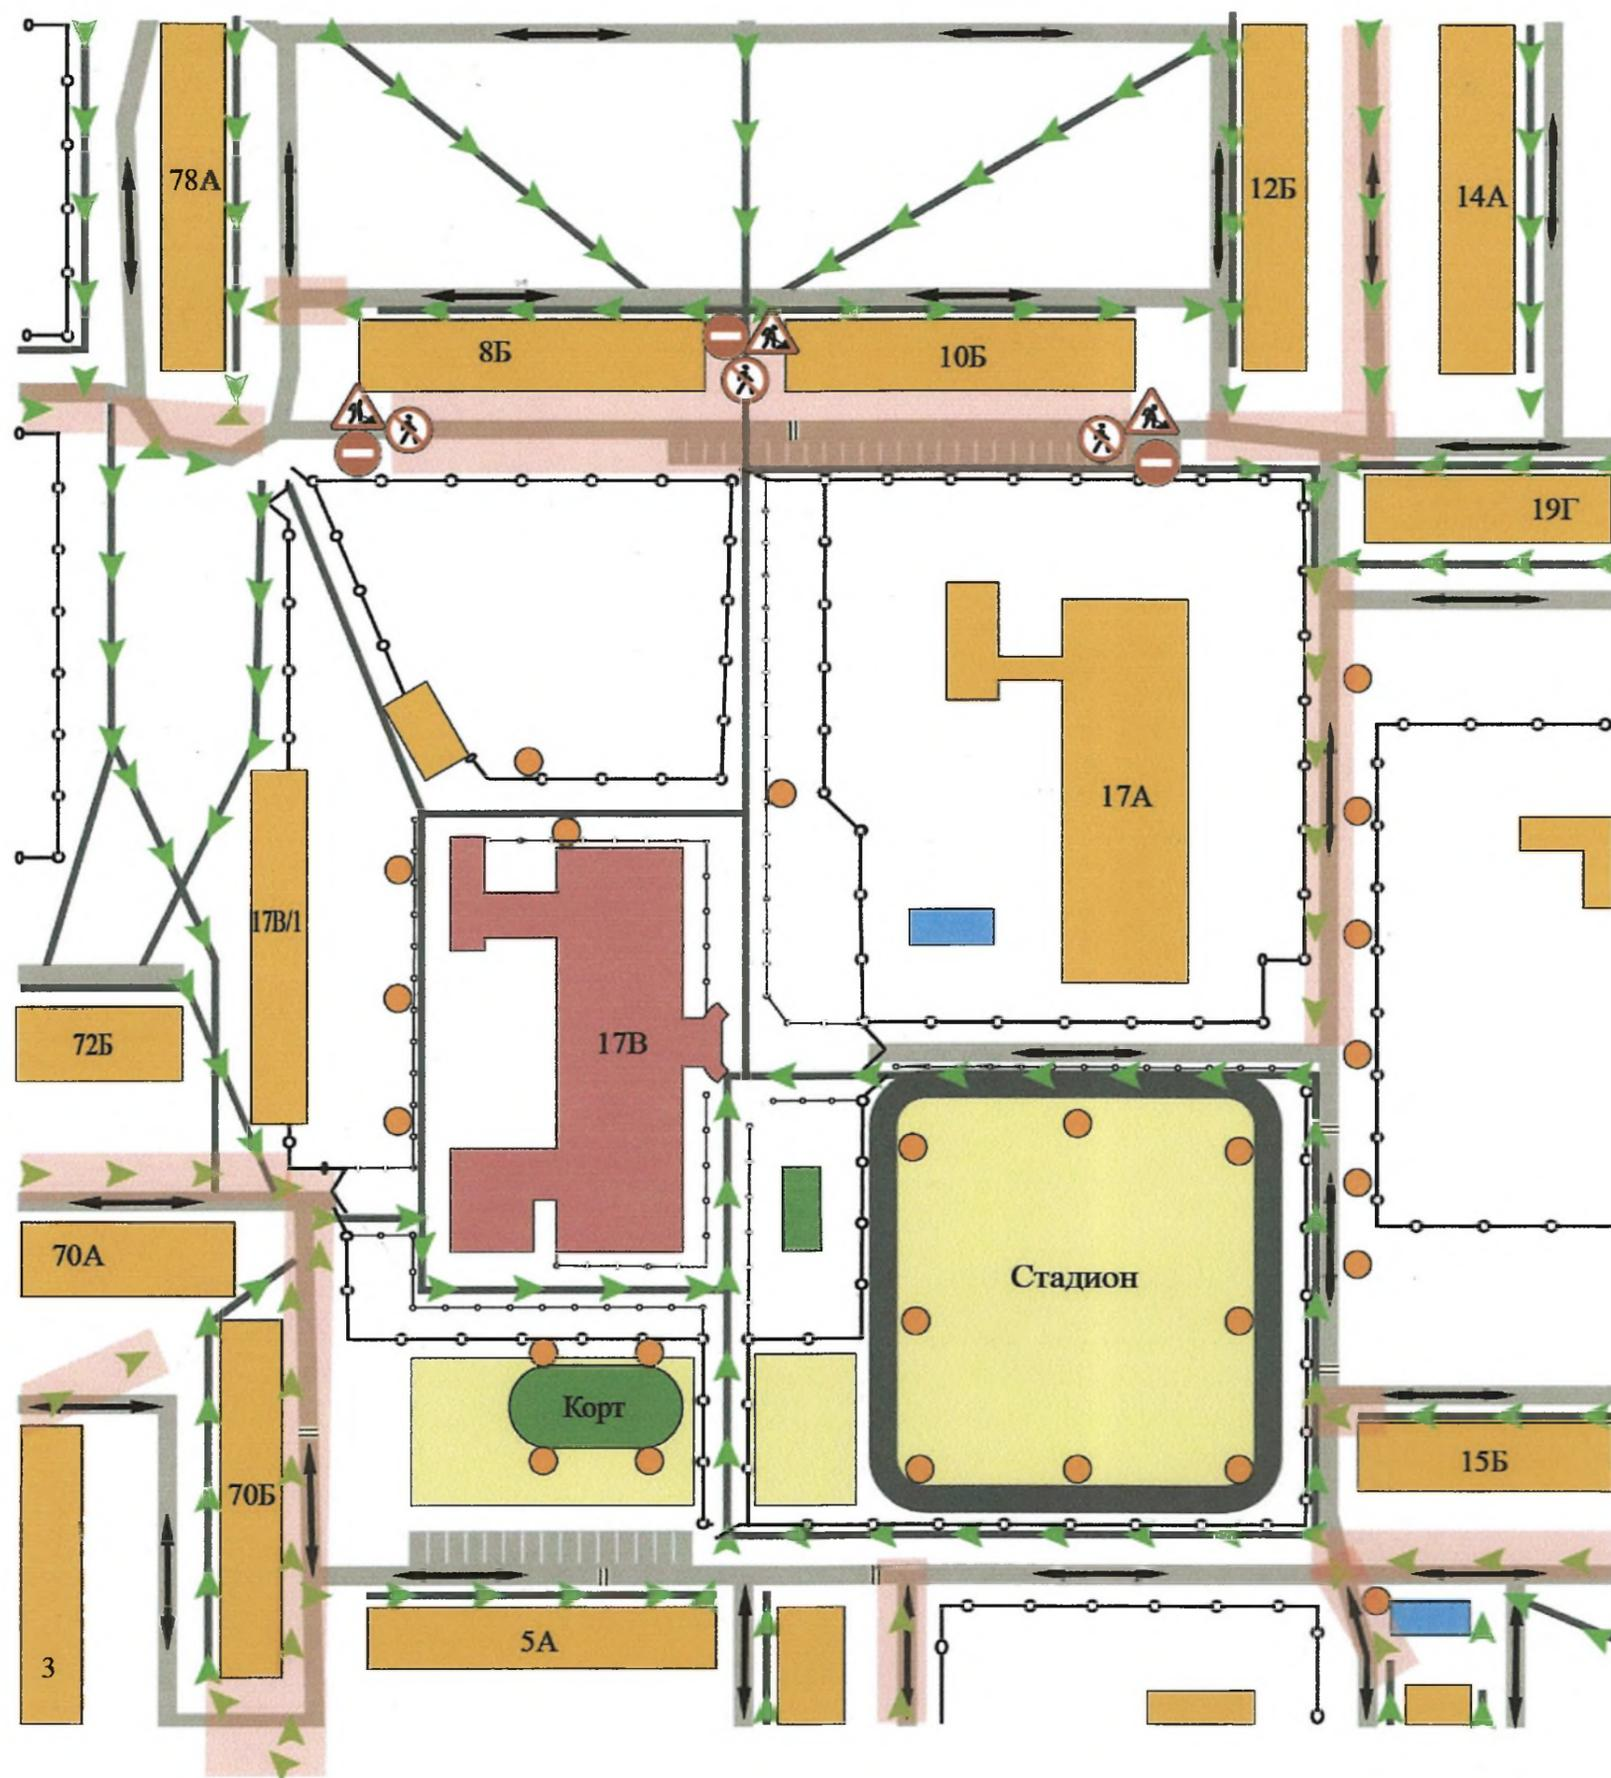 78А
12Б
14А
8Б
10Б
19Г
17А
17В/1
17В
72Б
70А
Стадион
Корт
15Б
70Б
5А
3